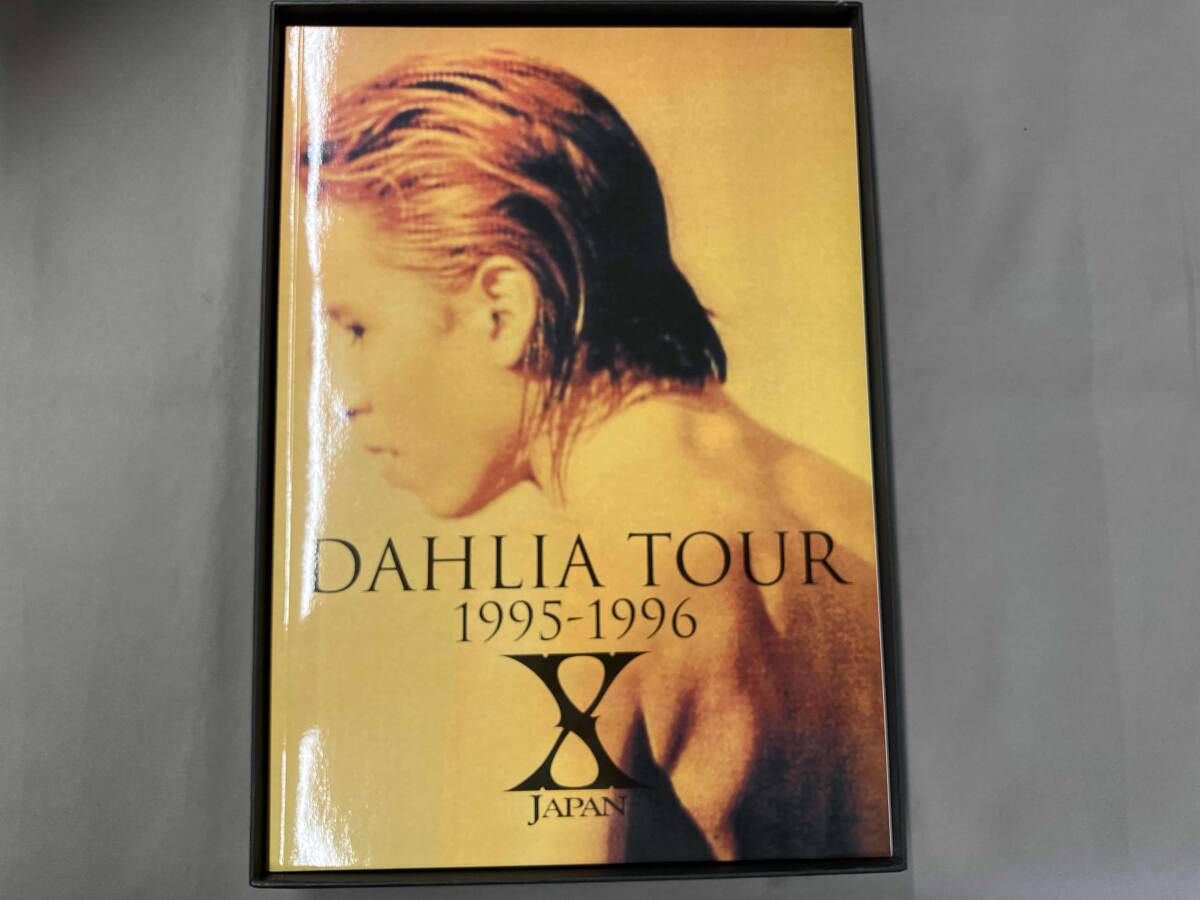 DAHLIA TOUR
1995-1996
X
JAPAN